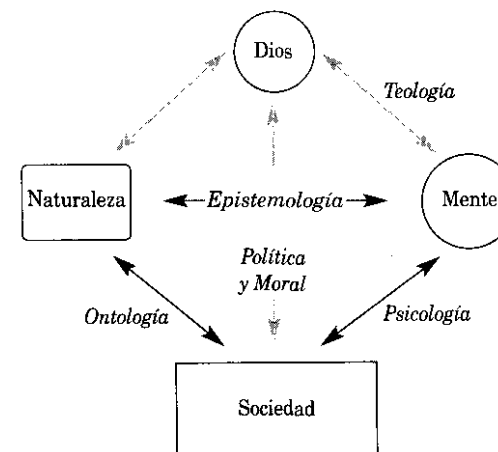 Dios
Teología
Naturaleza
Epistemología
Mente
Política
y Moral
Ontología
Psicología
Sociedad